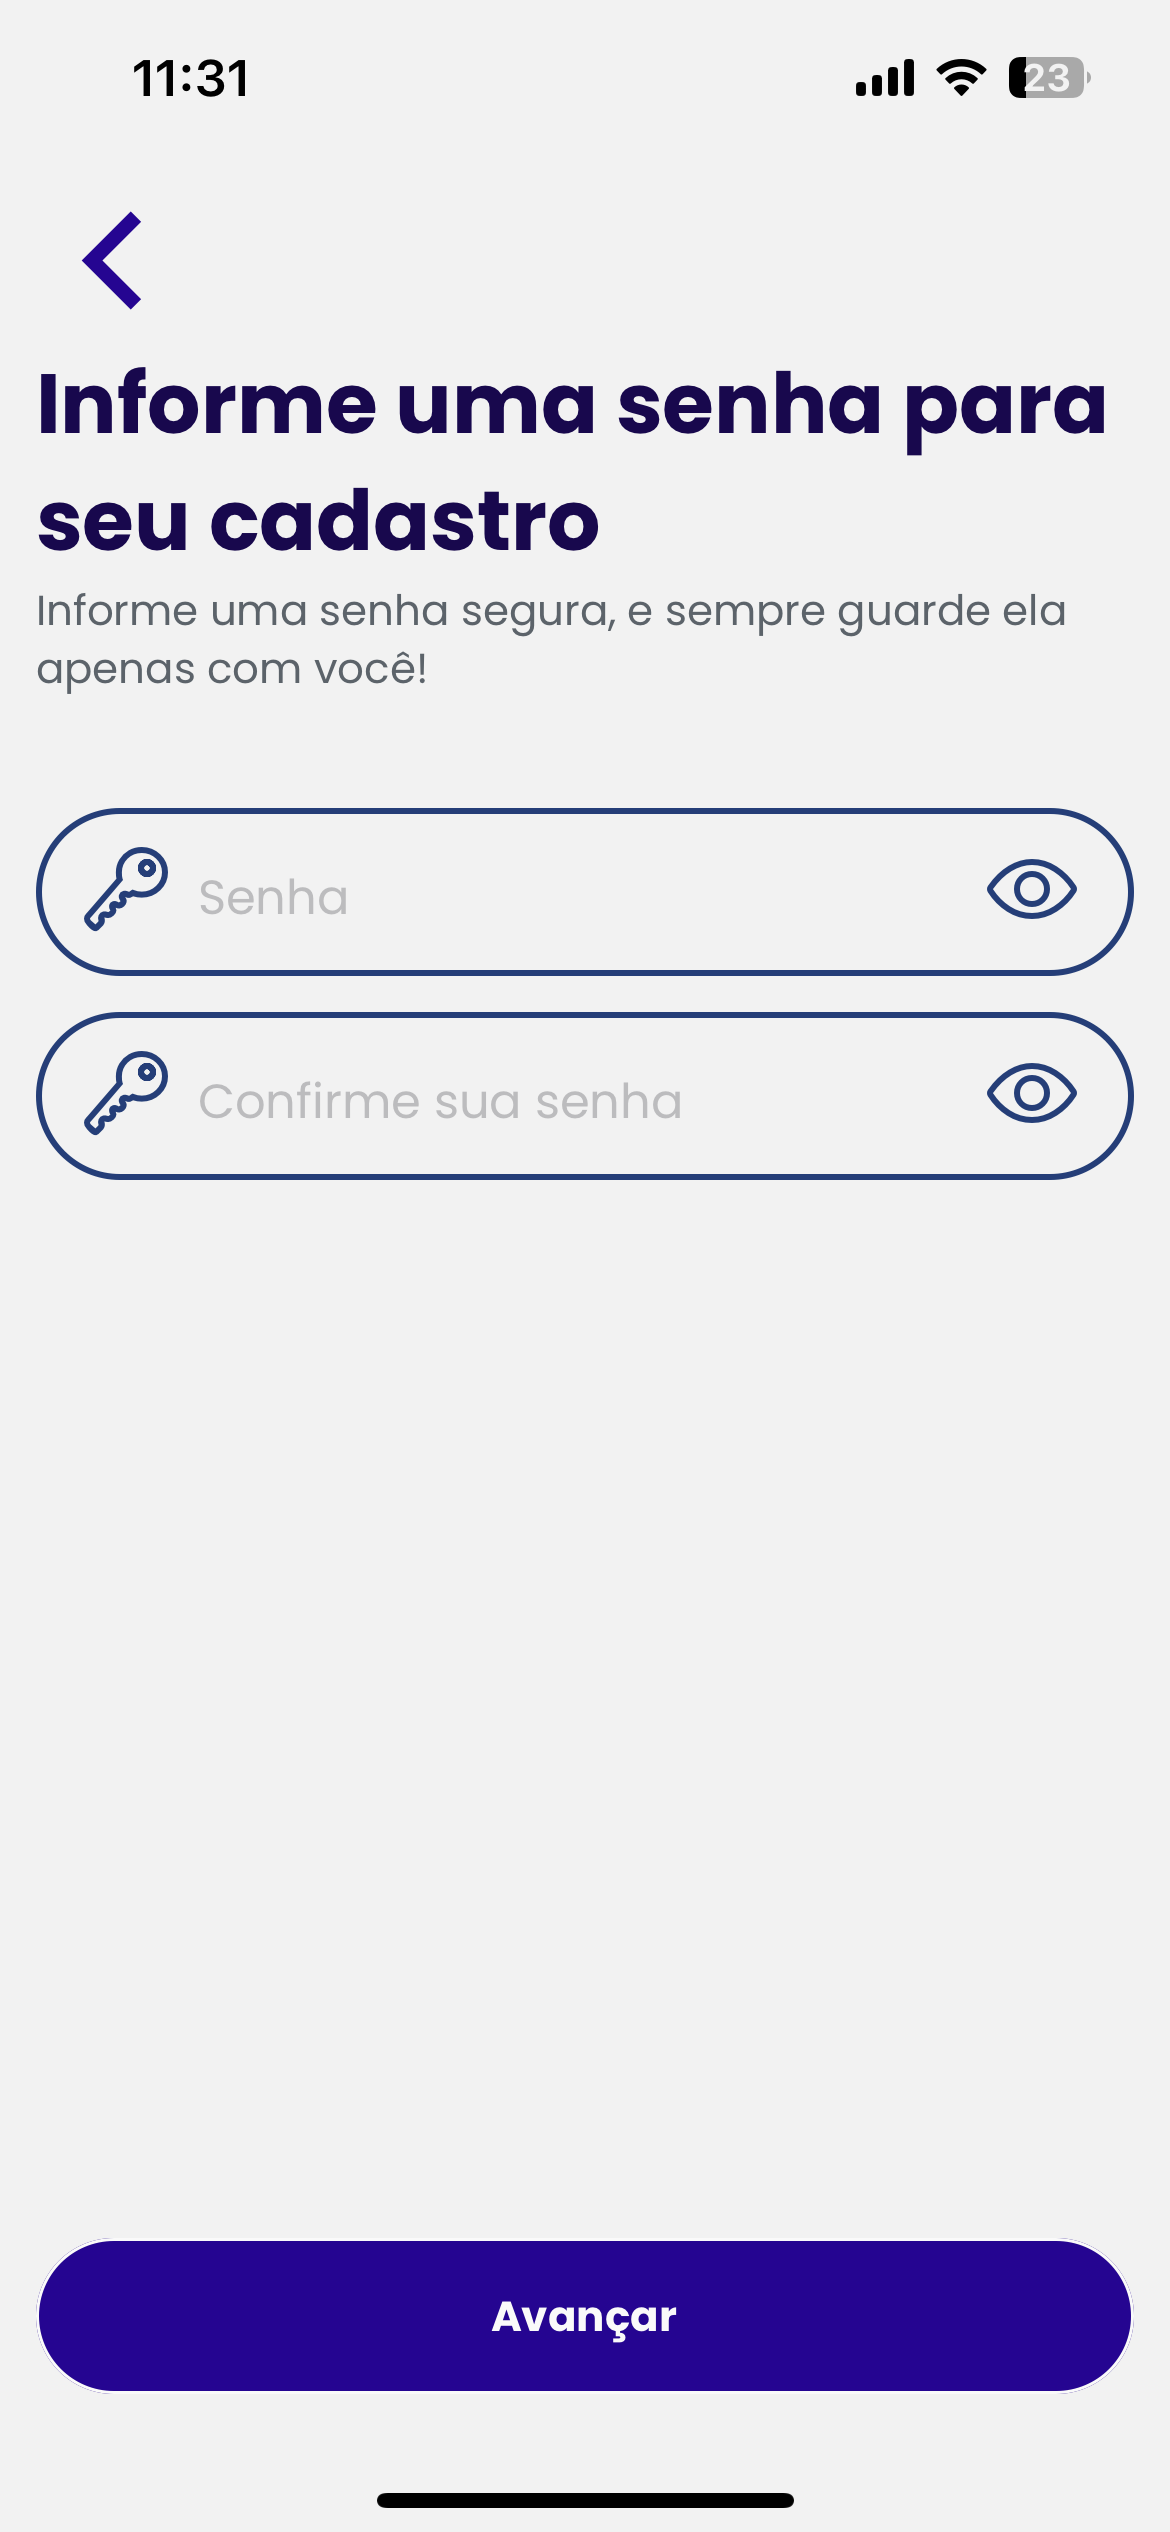 11:31
23
Informe uma senha para
seu cadastro
Informe uma senha segura, e sempre guarde ela
apenas com você!
Senha
Confirme sua senha
Avançar